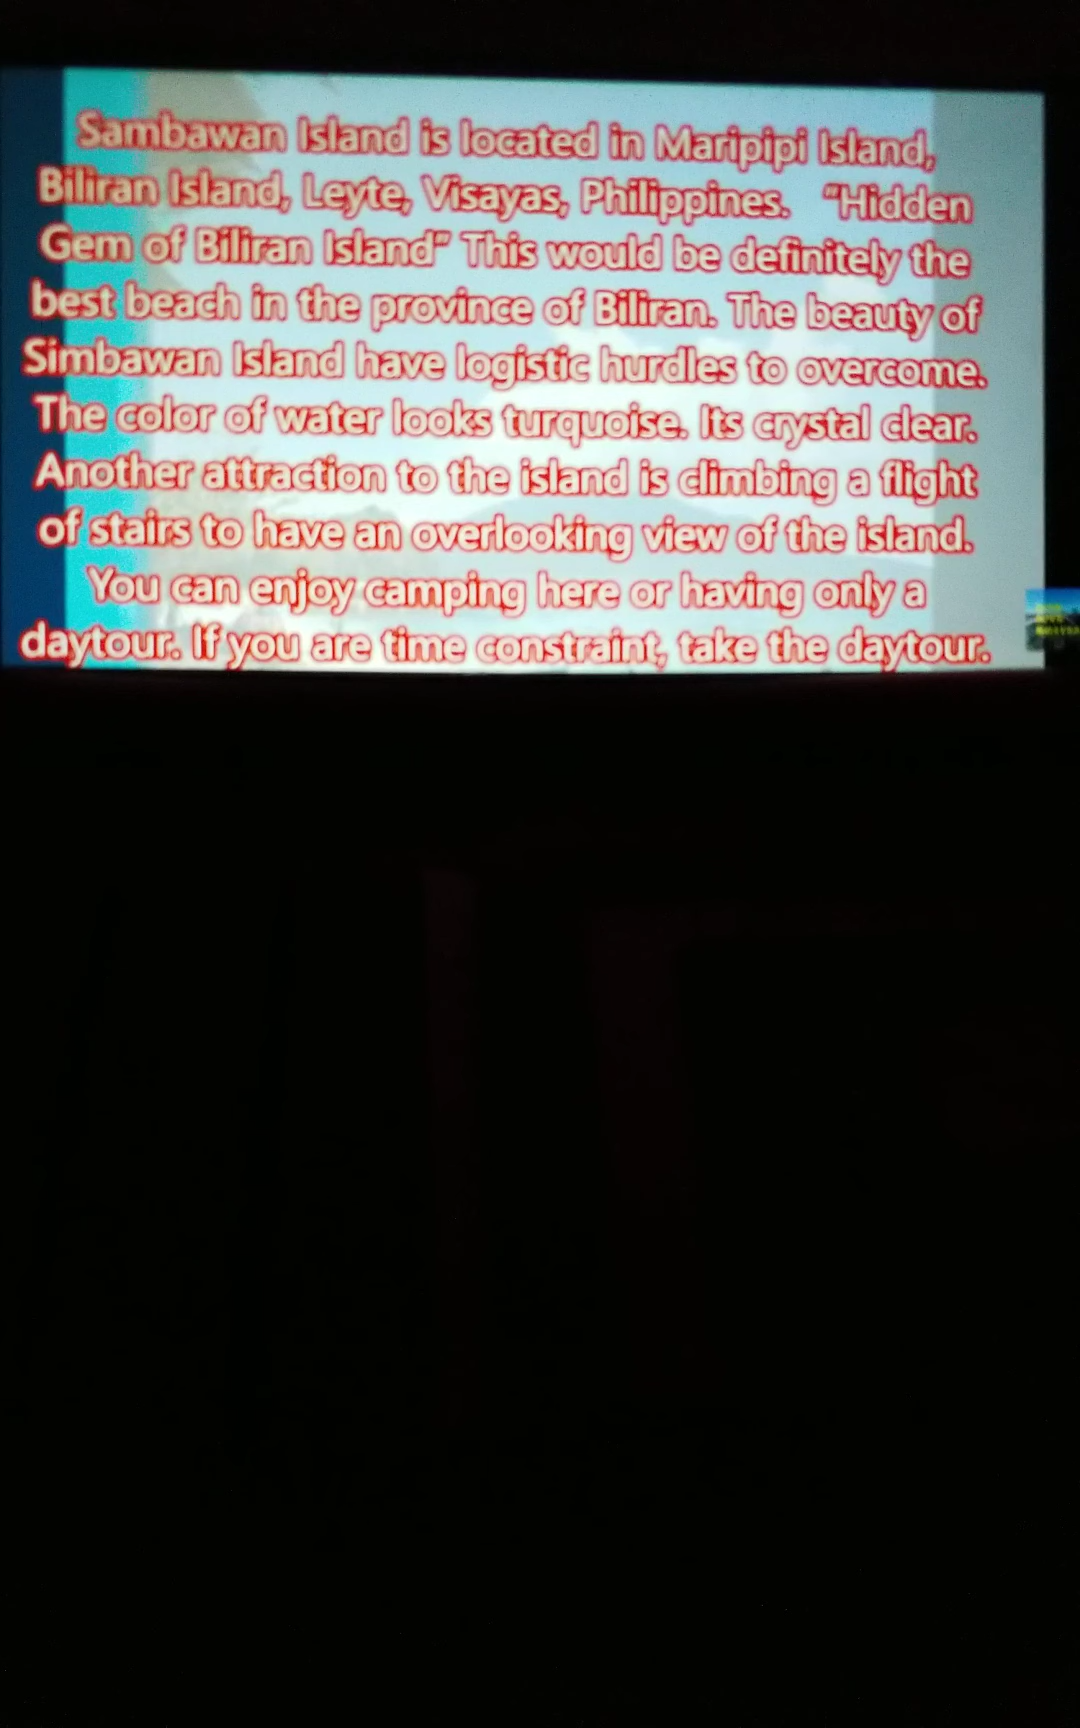 Sambawan Island is located in Maripipi Island,
Biliran Island, Leyte, Visayas, Philippines. "Hidden
Gem of Biliran Island" This would be definitely the
best beach in the province of Biliran. The beauty of
Simbawan Island have logistic hurdles to overcome.
The color of water looks turquoise. Its crystal clear.
Another attraction to the island is climbing a flight
of stairs to have an overlooking view of the island.
You can enjoy camping here or having only a
daytour. If you are time constraint, take the daytour.